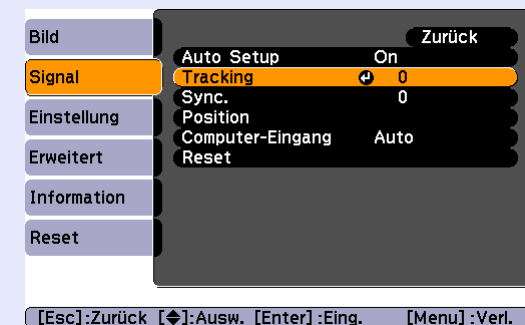 Bild
Signal
Einstellung
Erweitert
Information
Reset
Zurück
Auto Setup On
Tracking 0
Sync. 0
Position
Computer-Eingang Auto
Reset
[Esc]:Zurück [♦]:Ausw. [Enter]:Eing. [Menu]:Verl.